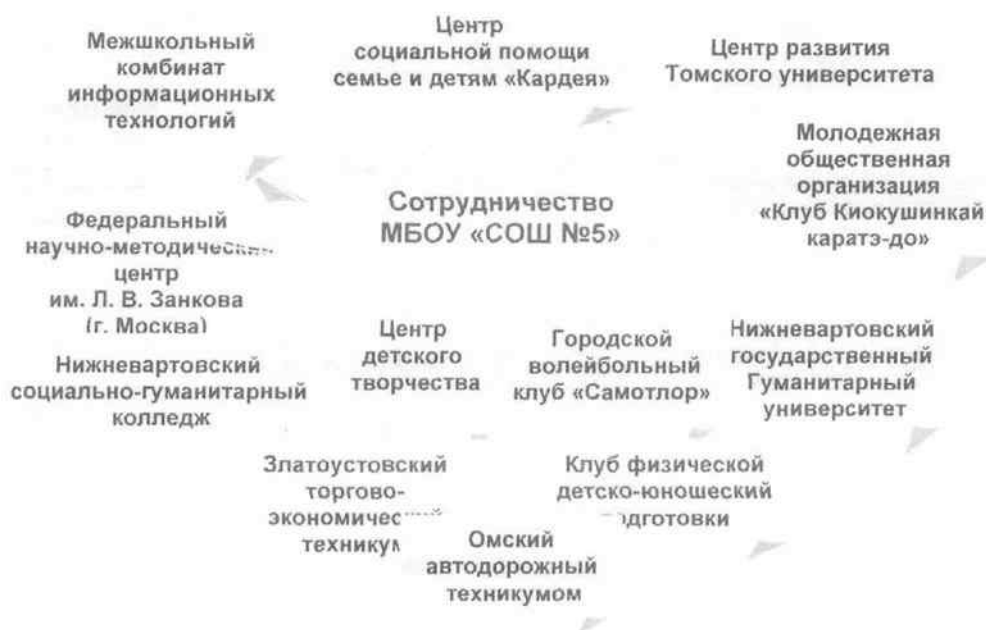 Межшкольный
комбинат
информационных
технологий
Центр
социальной помощи
семье и детям «Кардея»
Центр развития
Томского университета
Молодежная
общественная
организация
«Клуб Киокушинкай
каратэ-до»
Сотрудничество
МБОУ «СОШ №5»
Федеральный
центр
им. Л. В. Занкова
(г. Москва)
Нижневартовский
социально-гуманитарный
колледж
Центр
детского
творчества
Городской
волейбольный
клуб «Самотлор»
Нижневартовский
государственный
Гуманитарный
университет
Златоустовский
торгово-
Клуб физической
детско-юношеский
Омский
автодорожный
техникумом